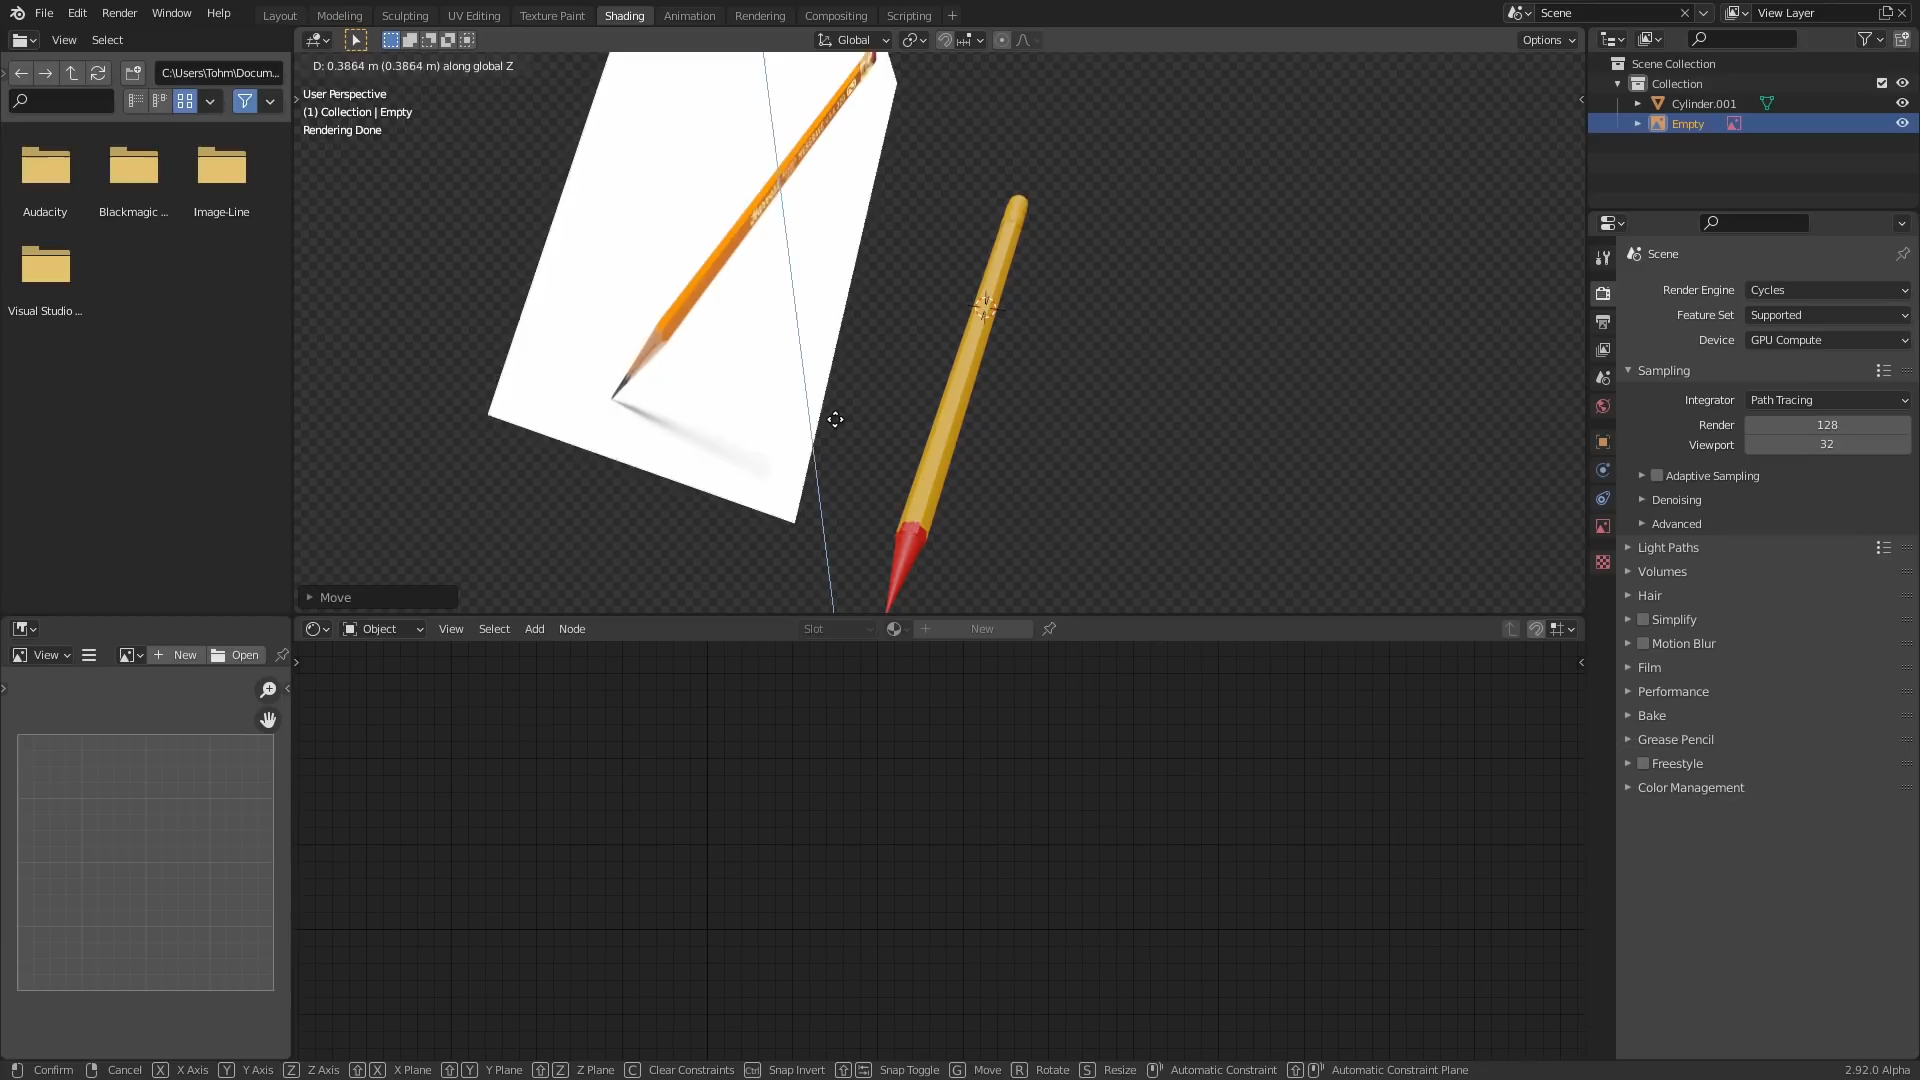 File Edit Render Window Help
Layout Modeling Sculpting UV Editing Texture Paint Shading Animation Rendering Compositing Scripting
Scene
View Layer
View Select
Global
Options
C:\Users\Tohm\Docum...
D: 0.3864 m (0.3864 m) along global Z
User Perspective
(1) Collection | Empty
Rendering Done
Audacity
Blackmagic ...
Image-Line
Visual Studio ...
Move
Scene Collection
Collection
Cylinder.001
Empty
Scene
Render Engine Cycles
Feature Set Supported
Device GPU Compute
Sampling
Integrator Path Tracing
Render 128
Viewport 32
Adaptive Sampling
Denoising
Advanced
Light Paths
Volumes
Hair
Simplify
Motion Blur
Film
Performance
Bake
Grease Pencil
Freestyle
Color Management
Object View Select Add Node
Slot
New
View
New
Open
Confirm Cancel X X Axis Y Y Axis Z Z Axis X X Plane Y Y Plane Z Z Plane C Clear Constraints Ctrl Snap Invert Snap Toggle G Move R Rotate S Resize Automatic Constraint Automatic Constraint Plane
2.92.0 Alpha